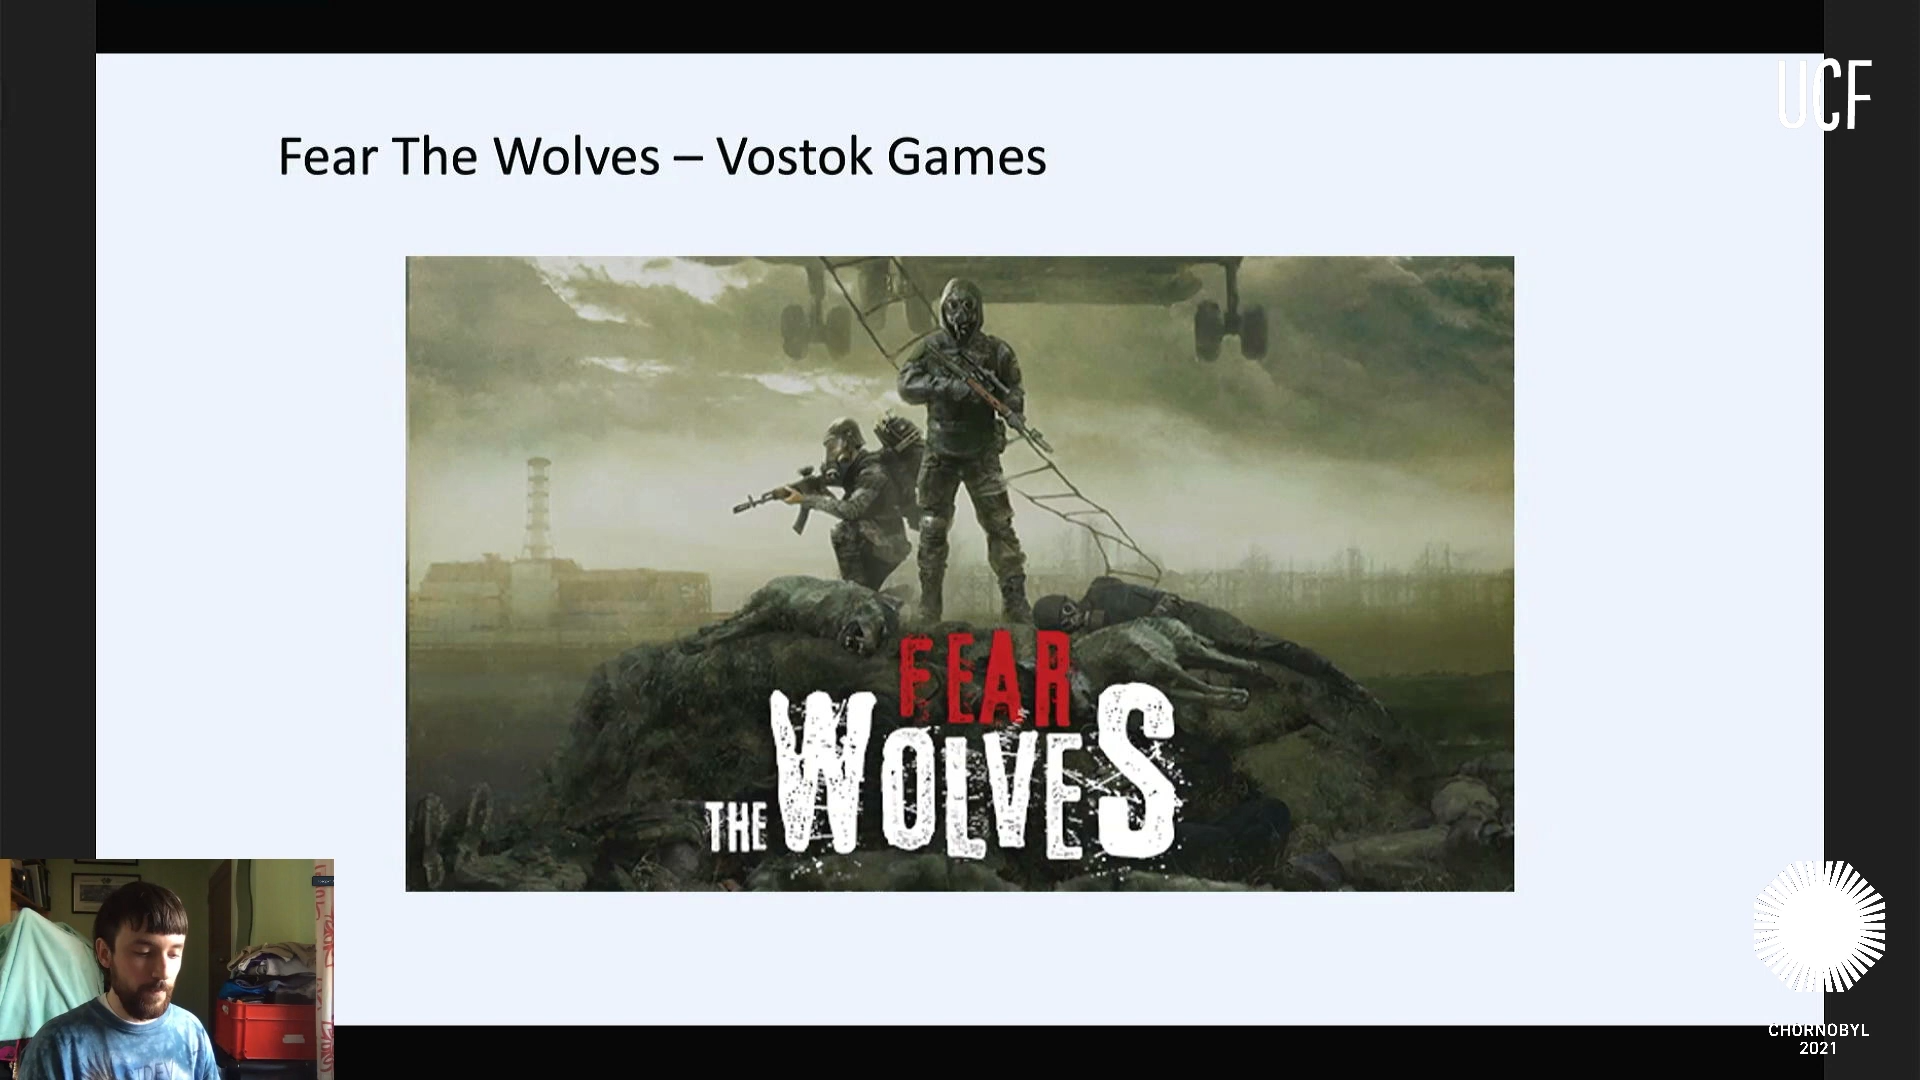 UCF
Fear The Wolves – Vostok Games
FEAR
THE WOLVES
CHORNOBYL
2021